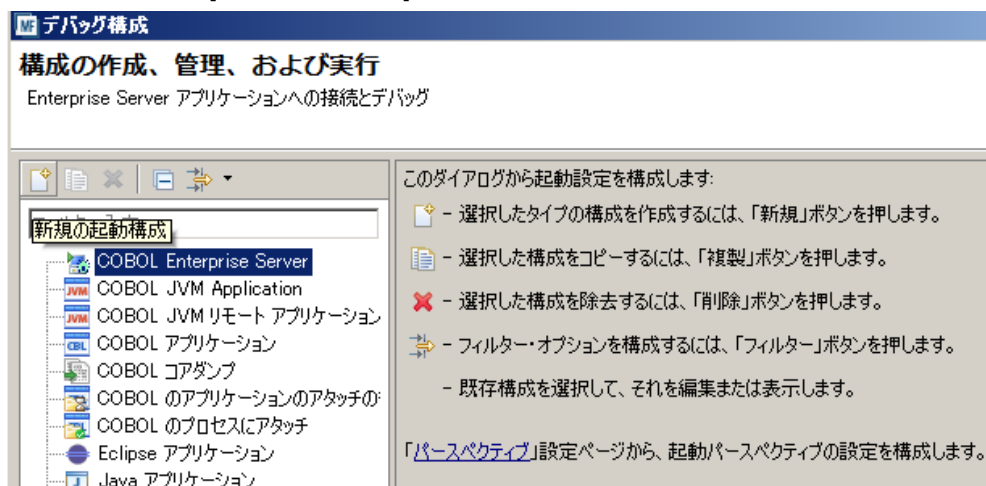 デバッグ構成
構成の作成、管理、および実行
Enterprise Server アプリケーションへの接続とデバッグ
新規の起動構成
COBOL Enterprise Server
COBOL JVM Application
COBOL JVM リモート アプリケーション
COBOL アプリケーション
COBOL コアダンプ
COBOL のアプリケーションのアタッチの
COBOL のプロセスにアタッチ
Eclipse アプリケーション
Java アプリケーション
このダイアログから起動設定を構成します:
- 選択したタイプの構成を作成するには、「新規」ボタンを押します。
- 選択した構成をコピーするには、「複製」ボタンを押します。
- 選択した構成を除去するには、「削除」ボタンを押します。
- フィルター・オプションを構成するには、「フィルター」ボタンを押します。
- 既存構成を選択して、それを編集または表示します。
「パースペクティブ」設定ページから、起動パースペクティブの設定を構成します。